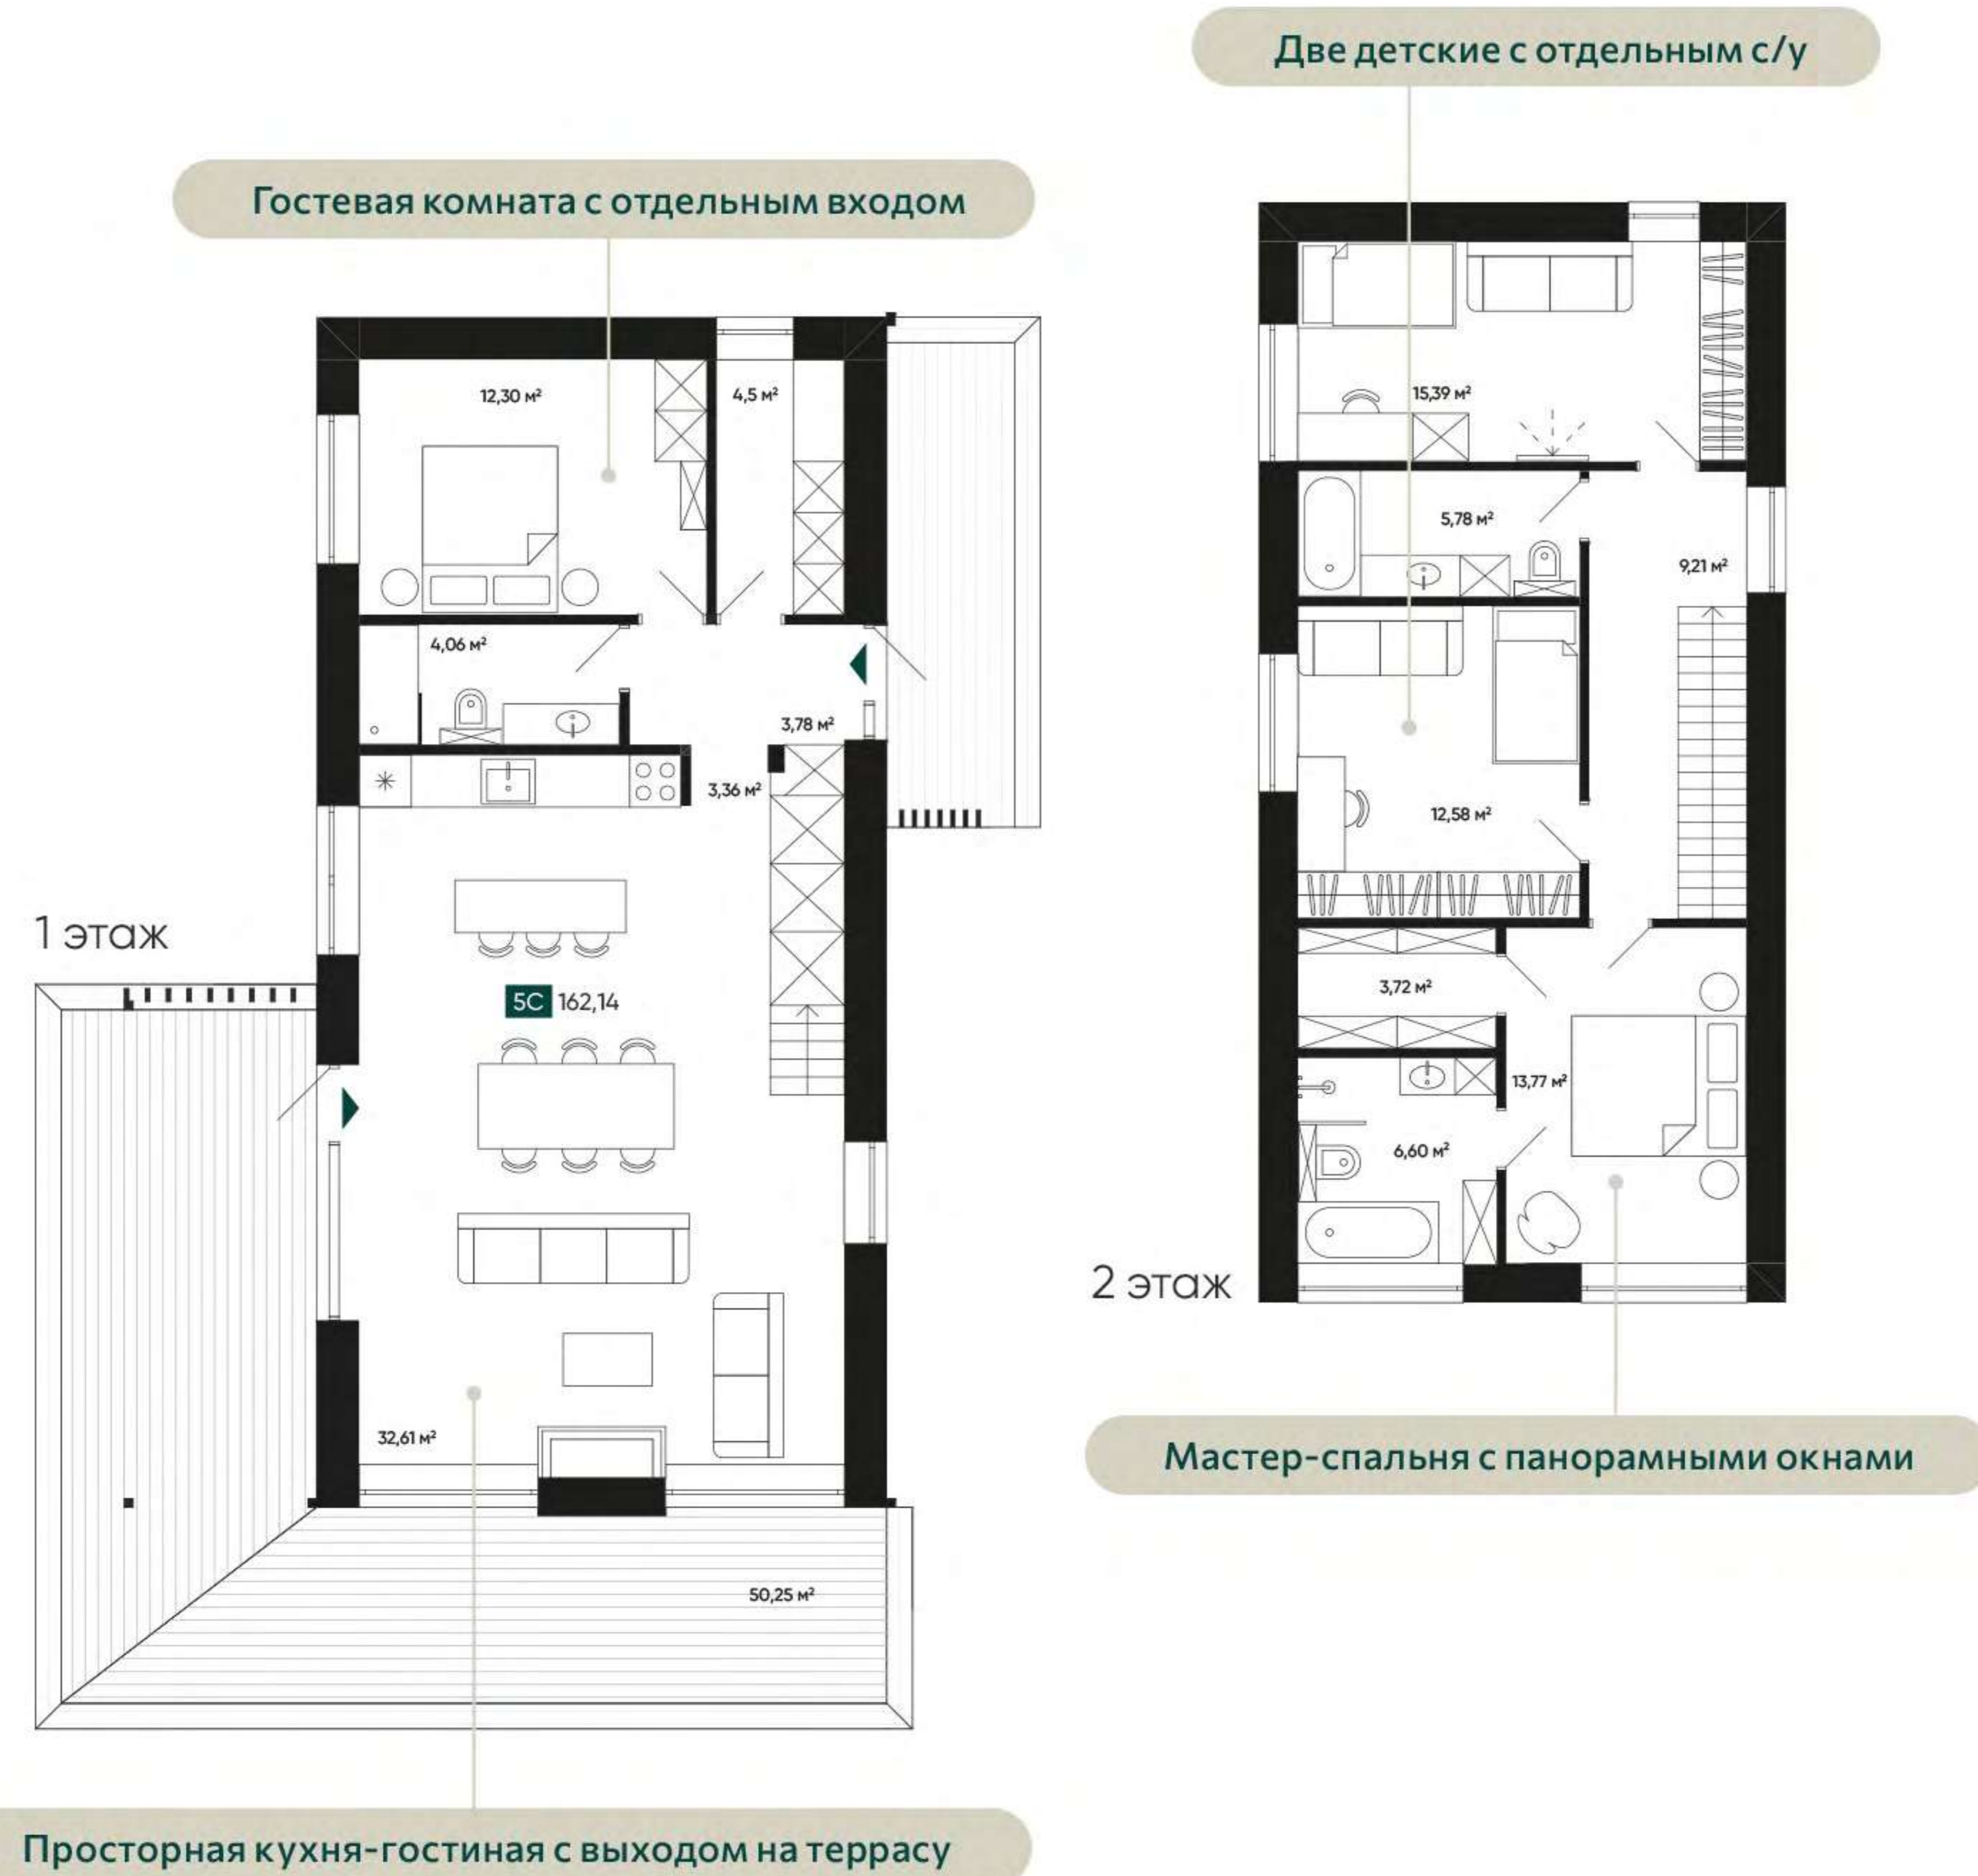 Две детские с отдельным с/у
Гостевая комната с отдельным входом
12,30 м²
4,5 м²
4,06 м²
3,78 м²
3,36 м²
1 этаж
5C 162,14
32,61 м²
50,25 м²
Просторная кухня-гостиная с выходом на террасу
15,39 м²
5,78 м²
9,21 м²
12,58 м²
3,72 м²
13,77 м²
6,60 м²
2 этаж
Мастер-спальня с панорамными окнами